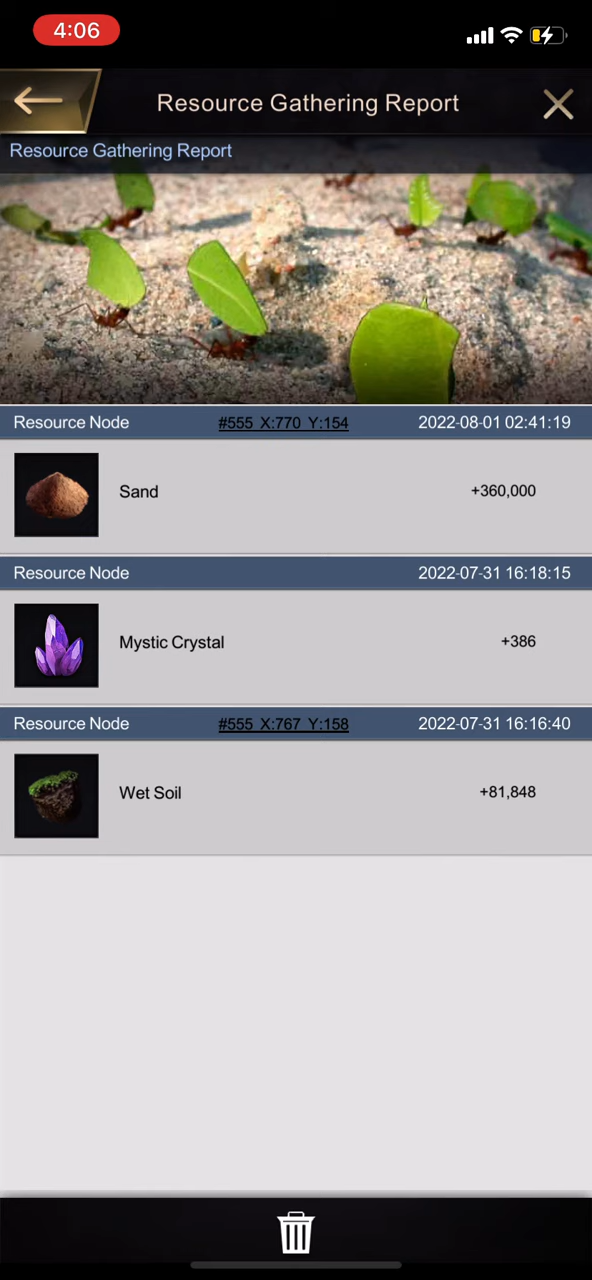 4:06
Resource Gathering Report
Resource Gathering Report
Resource Node #555 X:770 Y:154 2022-08-01 02:41:19
Sand +360,000
Resource Node 2022-07-31 16:18:15
Mystic Crystal +386
Resource Node #555 X:767 Y:158 2022-07-31 16:16:40
Wet Soil +81,848